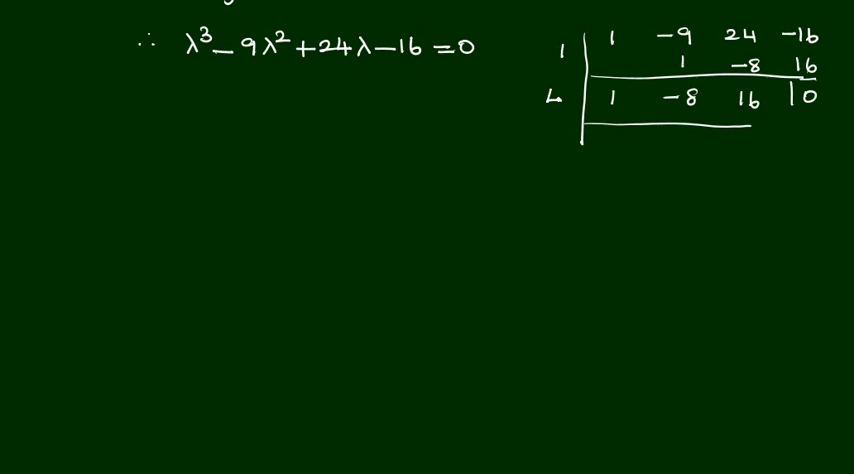 ∴ λ³ − 9λ² + 24λ − 16 = 0
1 | 1 −9 24 −16
1 −8 16
4 | 1 −8 16 | 0